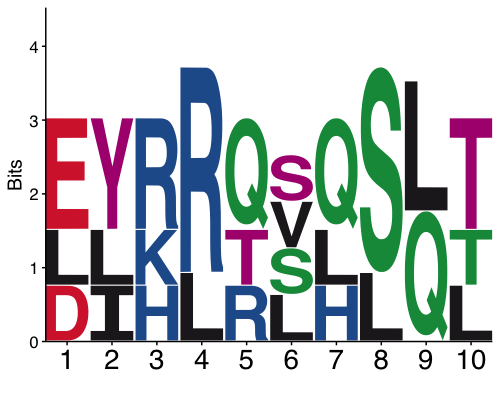 4
3
2
1
0
Bits
E Y R R Q S Q S L T
L L K L T V L L Q T
D I H R S H L
L
1 2 3 4 5 6 7 8 9 10